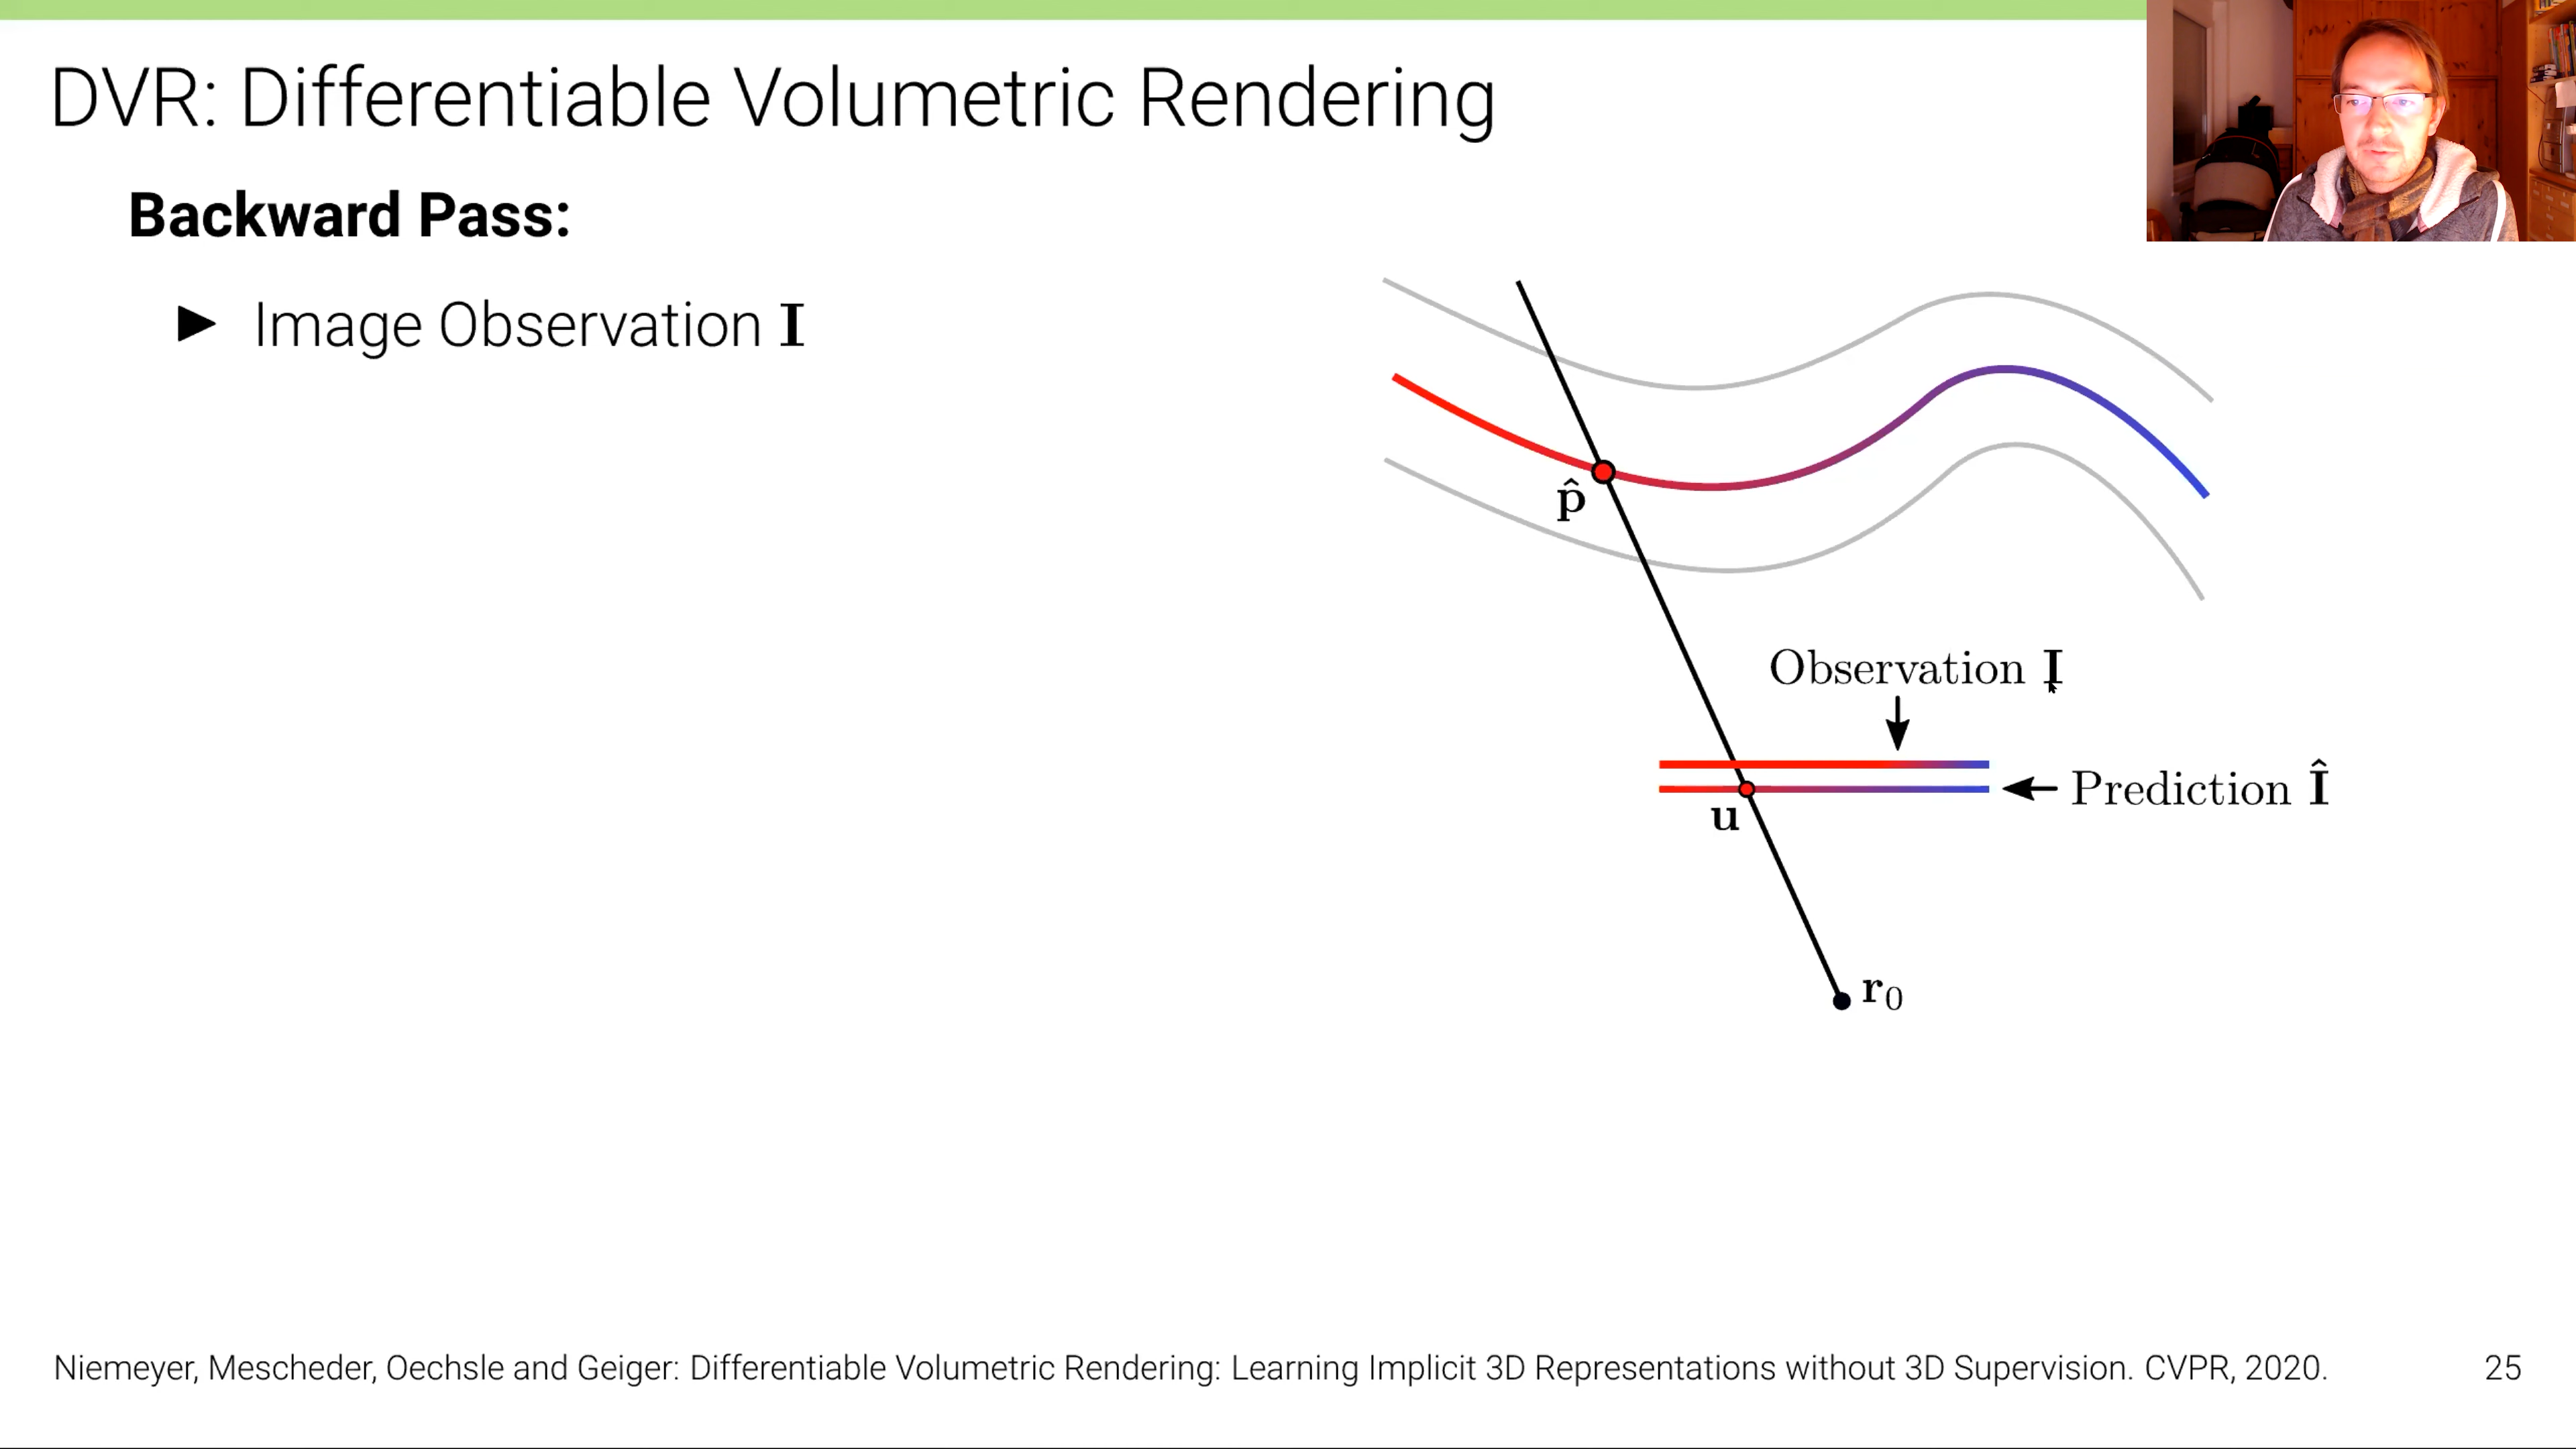 DVR: Differentiable Volumetric Rendering
Backward Pass:
► Image Observation I
p̂
Observation I
Prediction Î
u
r₀
Niemeyer, Mescheder, Oechsle and Geiger: Differentiable Volumetric Rendering: Learning Implicit 3D Representations without 3D Supervision. CVPR, 2020.
25